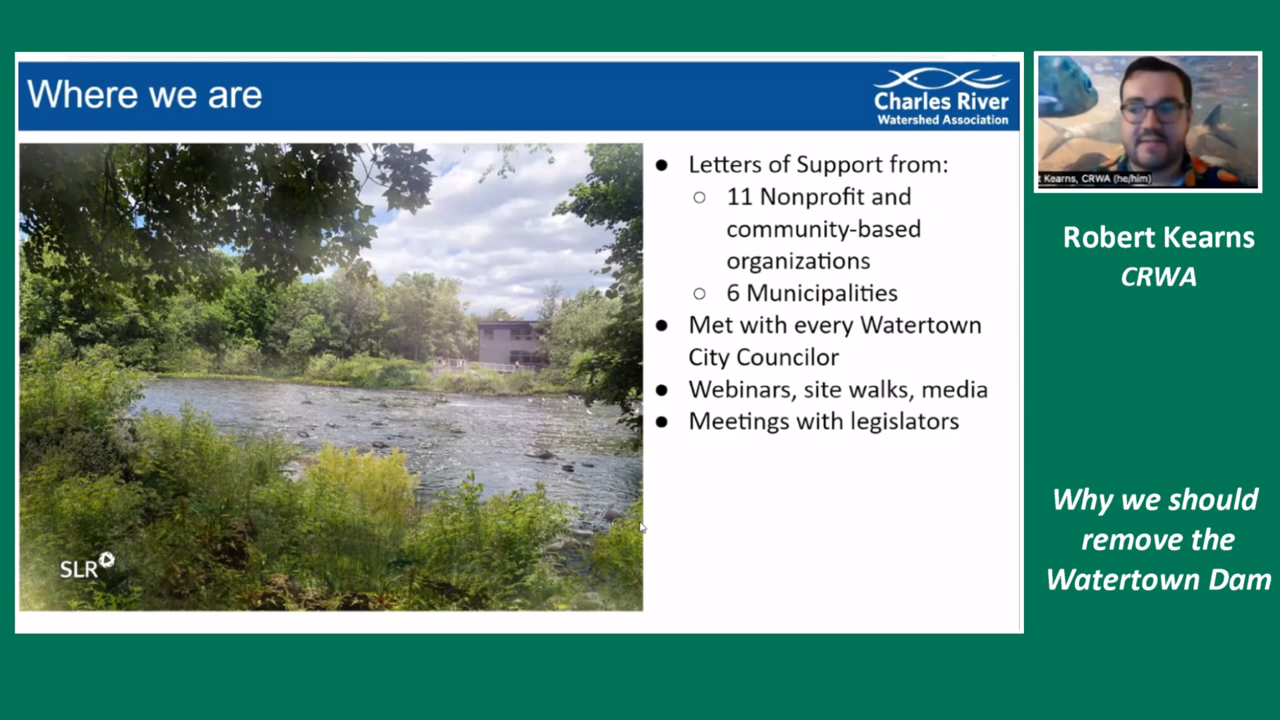 Where we are
Charles River
Watershed Association
● Letters of Support from:
○ 11 Nonprofit and
community-based
organizations
○ 6 Municipalities
● Met with every Watertown
City Councilor
● Webinars, site walks, media
● Meetings with legislators
SLR
t Kearns, CRWA (he/him)
Robert Kearns
CRWA
Why we should
remove the
Watertown Dam